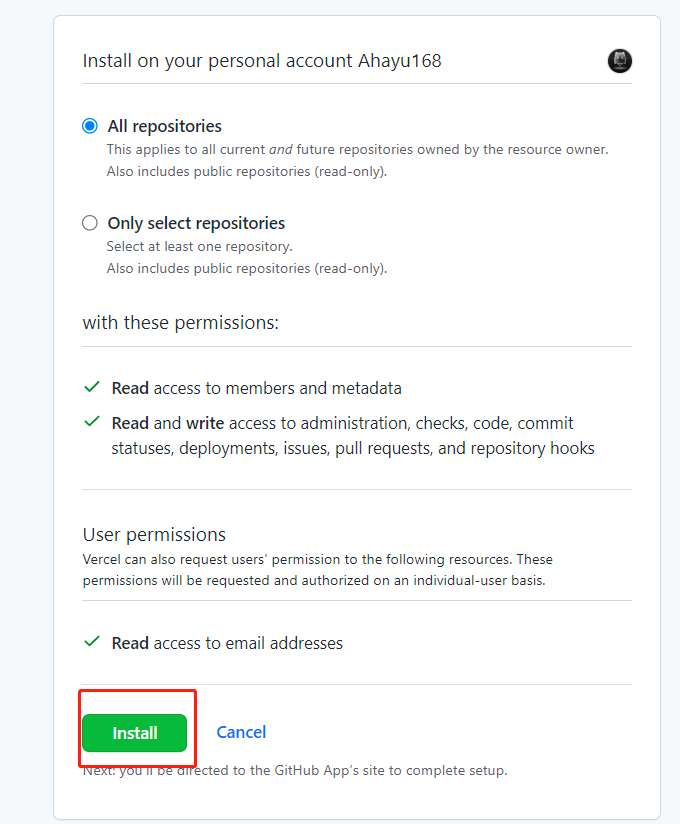 Install on your personal account Ahayu168
All repositories
This applies to all current and future repositories owned by the resource owner.
Also includes public repositories (read-only).
Only select repositories
Select at least one repository.
Also includes public repositories (read-only).
with these permissions:
Read access to members and metadata
Read and write access to administration, checks, code, commit
statuses, deployments, issues, pull requests, and repository hooks
User permissions
Vercel can also request users' permission to the following resources. These
permissions will be requested and authorized on an individual-user basis.
Read access to email addresses
Install Cancel
Next: you'll be directed to the GitHub App's site to complete setup.